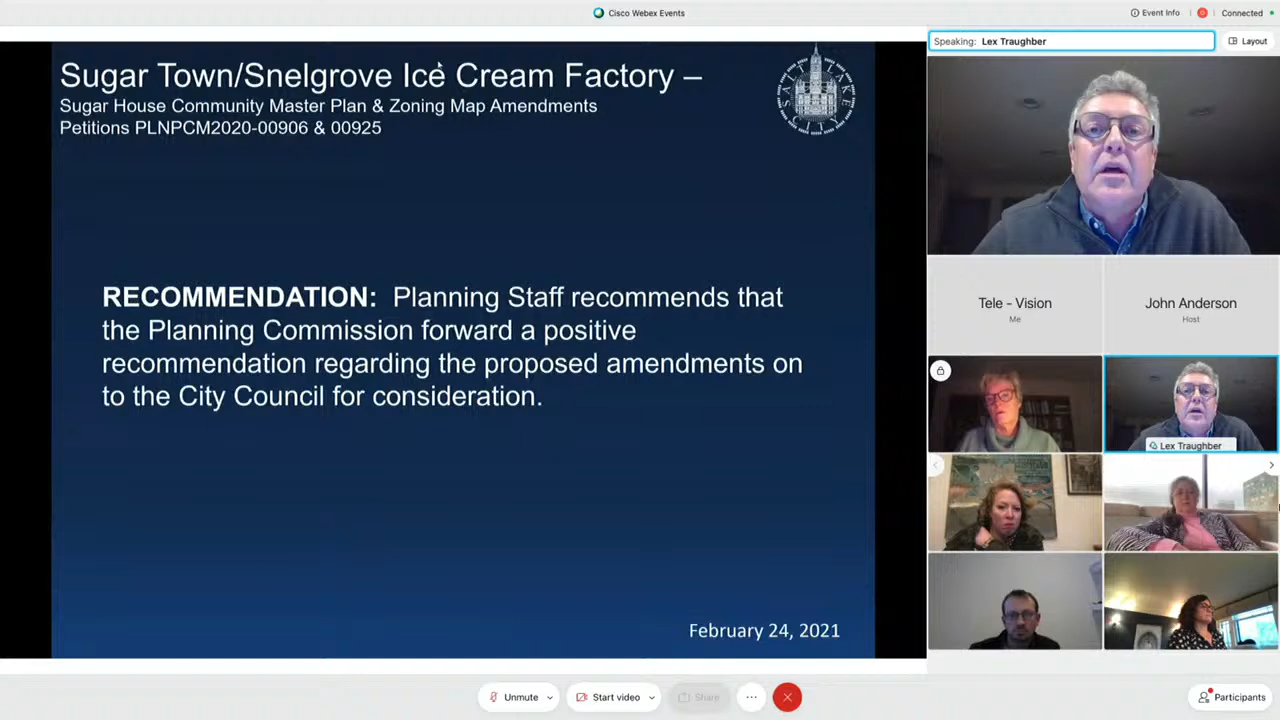 Cisco Webex Events
Event Info
Connected
Speaking: Lex Traughber
Layout
Sugar Town/Snelgrove Ice Cream Factory –
Sugar House Community Master Plan & Zoning Map Amendments
Petitions PLNPCM2020-00906 & 00925
SALT LAKE CITY
RECOMMENDATION: Planning Staff recommends that
the Planning Commission forward a positive
recommendation regarding the proposed amendments on
to the City Council for consideration.
February 24, 2021
Tele - Vision
Me
John Anderson
Host
Lex Traughber
Unmute
Start video
Share
Participants